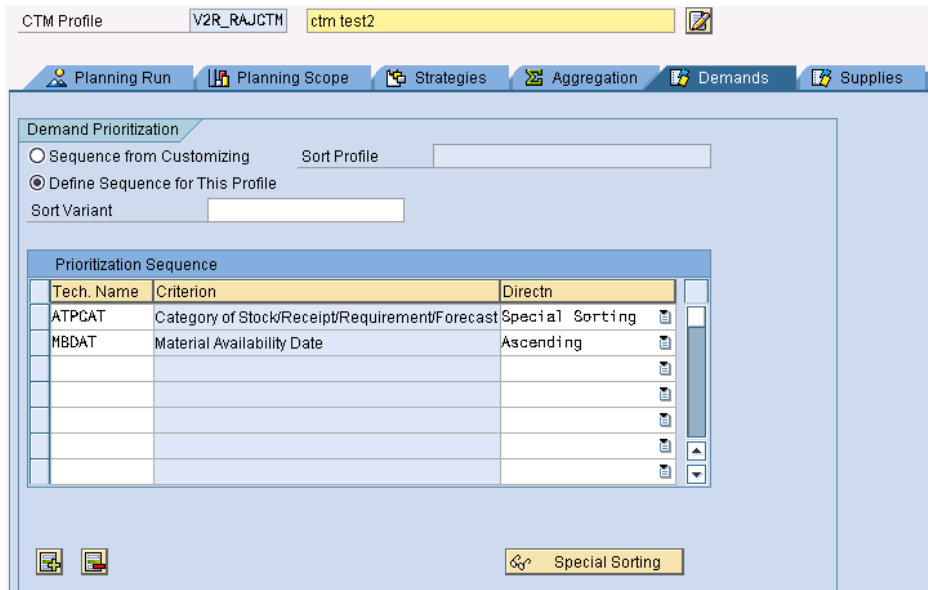 CTM Profile V2R_RAJCTM ctm test2
Planning Run Planning Scope Strategies Aggregation Demands Supplies
Demand Prioritization
Sequence from Customizing Sort Profile
Define Sequence for This Profile
Sort Variant
Prioritization Sequence
Tech. Name Criterion Directn
ATPCAT Category of Stock/Receipt/Requirement/Forecast Special Sorting
MBDAT Material Availability Date Ascending
Special Sorting